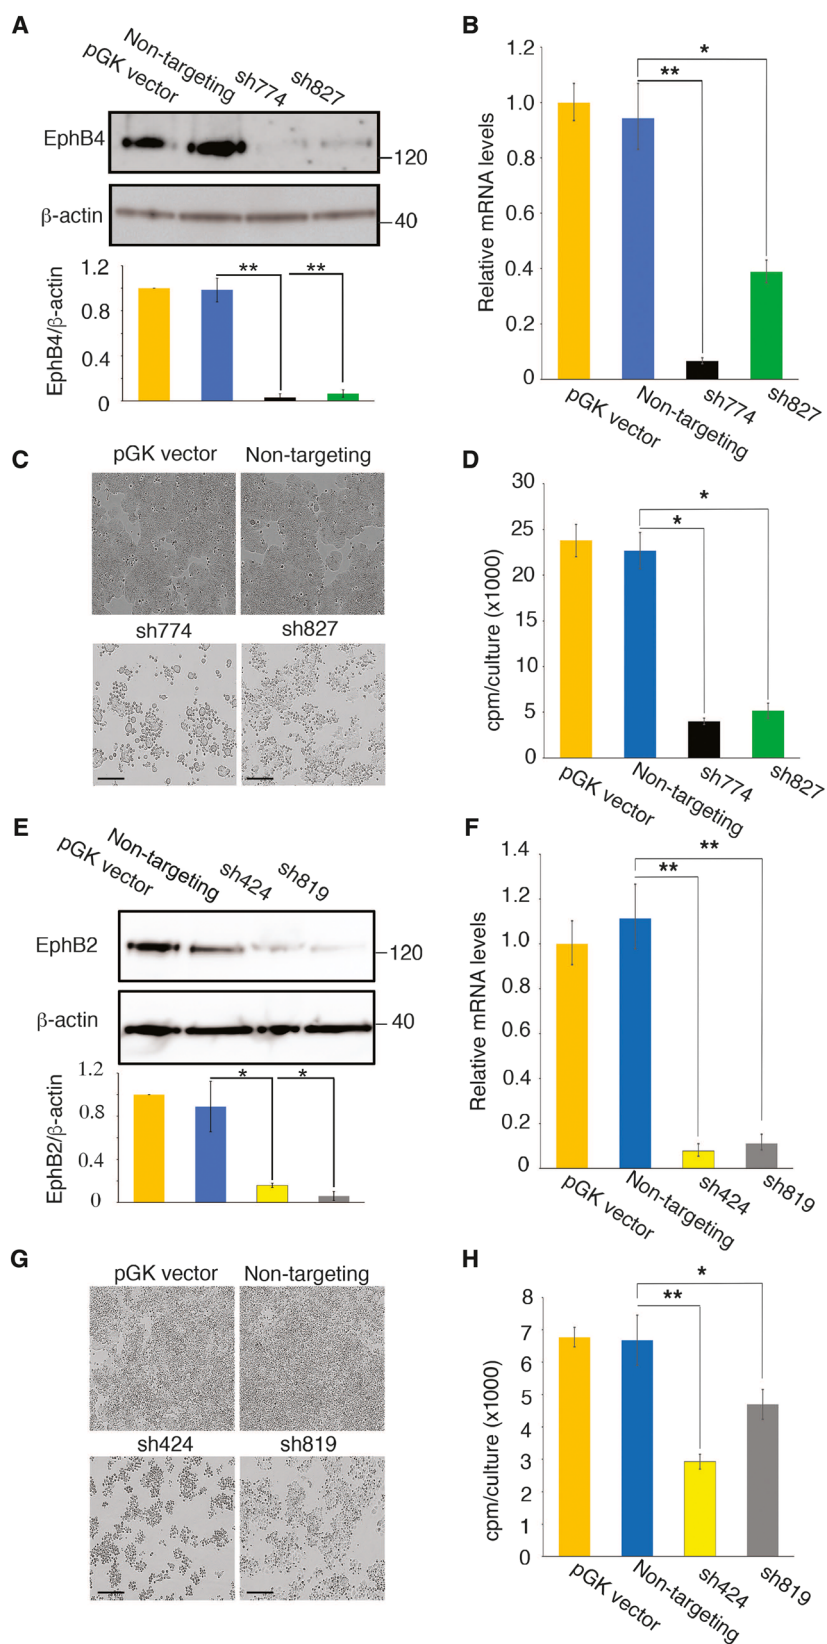 A
pGK vector
Non-targeting
sh774
sh827
EphB4
120
β-actin
40
EphB4/β-actin
1.2
0.8
0.4
0
**
**
B
Relative mRNA levels
1.2
1.0
0.8
0.6
0.4
0.2
0
**
*
pGK vector
Non-targeting
sh774
sh827
C
pGK vector
Non-targeting
sh774
sh827
D
cpm/culture (x1000)
30
25
20
15
10
5
0
*
*
pGK vector
Non-targeting
sh774
sh827
E
pGK vector
Non-targeting
sh424
sh819
EphB2
120
β-actin
40
EphB2/β-actin
1.2
0.8
0.4
0
*
*
F
Relative mRNA levels
1.4
1.2
1.0
0.8
0.6
0.4
0.2
0
**
**
pGK vector
Non-targeting
sh424
sh819
G
pGK vector
Non-targeting
sh424
sh819
H
cpm/culture (x1000)
8
7
6
5
4
3
2
1
0
**
*
pGK vector
Non-targeting
sh424
sh819